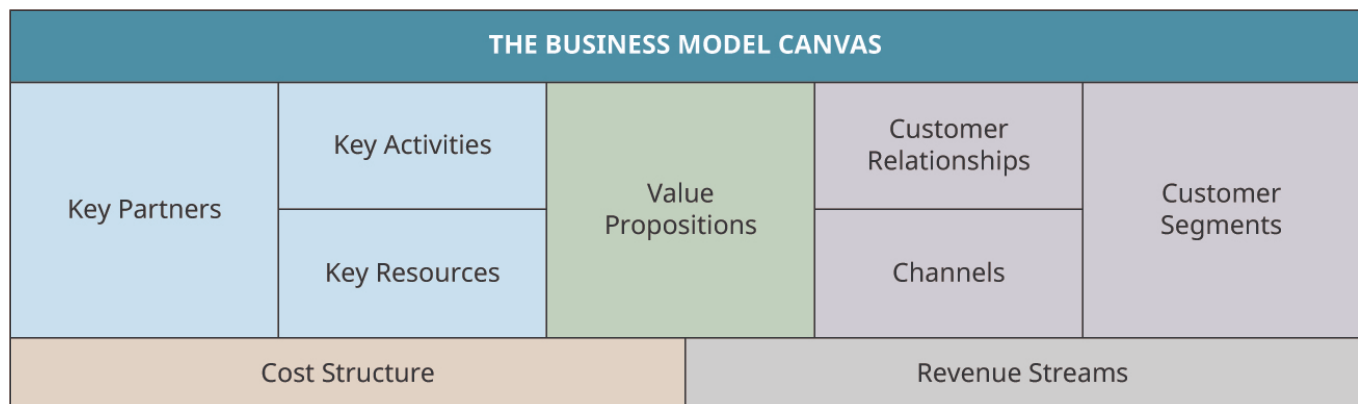 THE BUSINESS MODEL CANVAS
Key Partners
Key Activities
Key Resources
Value
Propositions
Customer
Relationships
Channels
Customer
Segments
Cost Structure
Revenue Streams